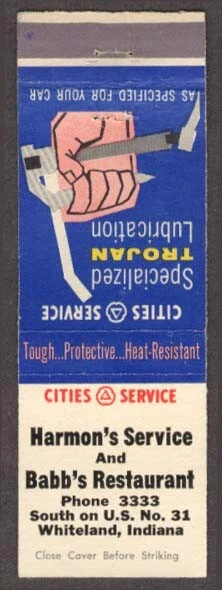 (AS SPECIFIED FOR YOUR CAR
Specialized
TROJAN
Lubrication
CITIES SERVICE
Tough...Protective...Heat-Resistant
CITIES SERVICE
Harmon's Service
And
Babb's Restaurant
Phone 3333
South on U.S. No. 31
Whiteland, Indiana
Close Cover Before Striking